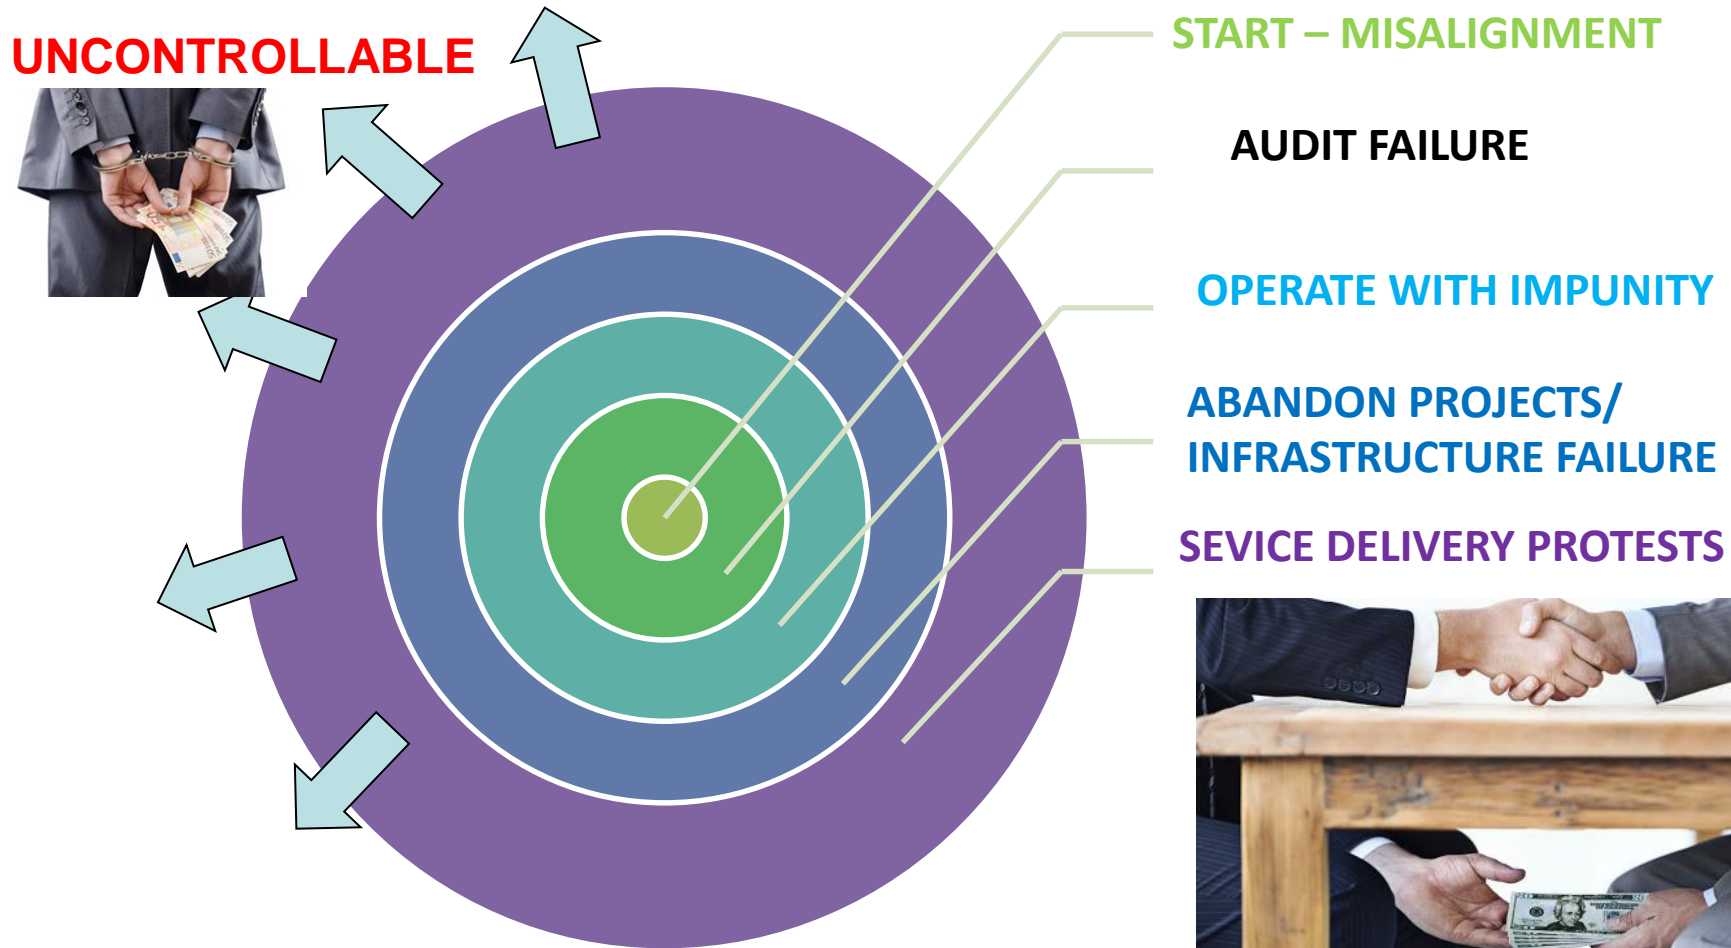 UNCONTROLLABLE
START – MISALIGNMENT
AUDIT FAILURE
OPERATE WITH IMPUNITY
ABANDON PROJECTS/
INFRASTRUCTURE FAILURE
SEVICE DELIVERY PROTESTS